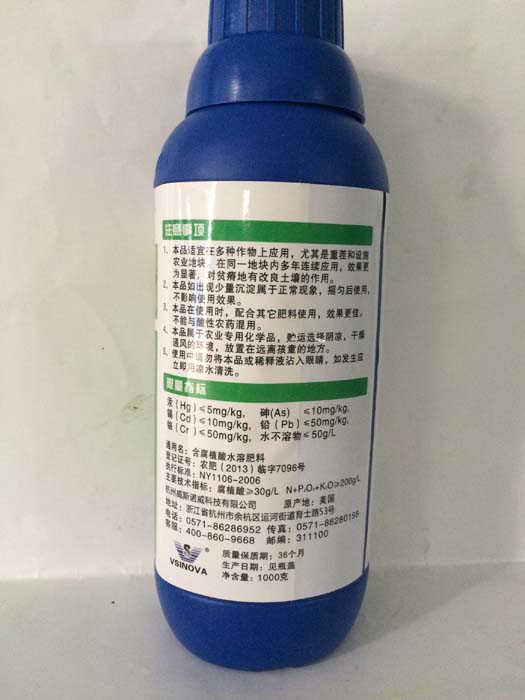 注意事项
1、本品适宜在多种作物上应用，尤其是重茬和设施
农业地块，在同一地块内多年连续应用，效果更
为显著，对贫瘠地有改良土壤的作用。
2、本品如出现少量沉淀属于正常现象，摇匀后使用，
不影响使用效果。
3、本品在使用时，配合其它肥料使用，效果更佳。
不能与酸性农药混用。
4、本品属于农业专用化学品，贮运选择阴凉，干燥
通风的环境，放置在远离孩童的地方。
5、使用中请勿将本品或稀释液沾入眼睛，如发生应
立即用凉水清洗。
限量指标
汞(Hg)≤5mg/kg, 砷(As) ≤10mg/kg,
镉(Cd)≤10mg/kg, 铅(Pb)≤50mg/kg,
铬(Cr)≤50mg/kg, 水不溶物≤50g/L
通用名：含腐植酸水溶肥料
登记证号：农肥(2013)临字7096号
执行标准：NY1106-2006
主要技术指标：腐植酸≥30g/L N+P₂O₅+K₂O≥200g/L
杭州威斯诺威科技有限公司 原产地：美国
地址：浙江省杭州市余杭区运河街道育士路53号
电话：0571-86286952 传真：0571-86280198
客服：400-860-9668 邮编：311100
VSINOVA
质量保质期：36个月
生产日期：见瓶盖
净含量：1000克